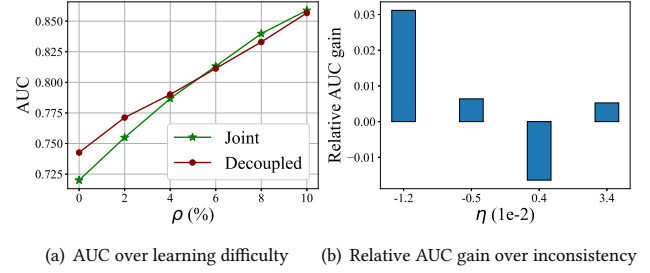 AUC
0.850
0.825
0.800
0.775
0.750
0.725
Joint
Decoupled
0 2 4 6 8 10
ρ (%)
Relative AUC gain
0.03
0.02
0.01
0.00
−0.01
-1.2 -0.5 0.4 3.4
η (1e-2)
(a) AUC over learning difficulty
(b) Relative AUC gain over inconsistency